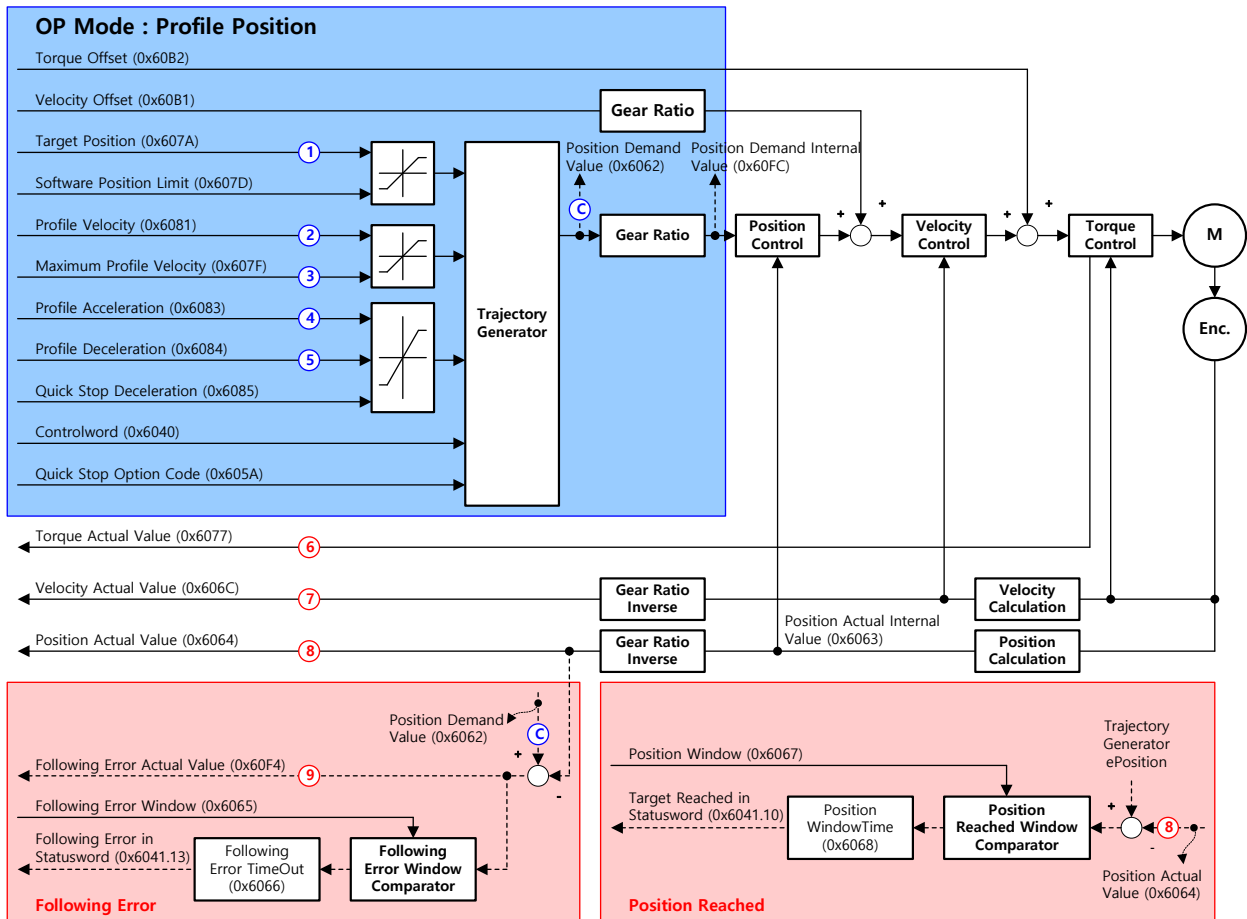 OP Mode : Profile Position
Torque Offset (0x60B2)
Velocity Offset (0x60B1)
Gear Ratio
Target Position (0x607A)
1
Position Demand
Value (0x6062)
Position Demand Internal
Value (0x60FC)
Software Position Limit (0x607D)
C
Profile Velocity (0x6081)
2
Gear Ratio
Position
Control
+
+
Velocity
Control
+
+
Torque
Control
M
Maximum Profile Velocity (0x607F)
3
Profile Acceleration (0x6083)
4
Trajectory
Generator
Enc.
Profile Deceleration (0x6084)
5
Quick Stop Deceleration (0x6085)
Controlword (0x6040)
Quick Stop Option Code (0x605A)
Torque Actual Value (0x6077)
6
Velocity Actual Value (0x606C)
7
Gear Ratio
Inverse
Velocity
Calculation
Position Actual Value (0x6064)
8
Gear Ratio
Inverse
Position Actual Internal
Value (0x6063)
Position
Calculation
Position Demand
Value (0x6062)
C
+
-
Following Error Actual Value (0x60F4)
9
Following Error Window (0x6065)
Following Error in
Statusword (0x6041.13)
Following
Error TimeOut
(0x6066)
Following
Error Window
Comparator
Following Error
Position Window (0x6067)
Trajectory
Generator
ePosition
Target Reached in
Statusword (0x6041.10)
Position
WindowTime
(0x6068)
Position
Reached Window
Comparator
+
-
8
Position Actual
Value (0x6064)
Position Reached